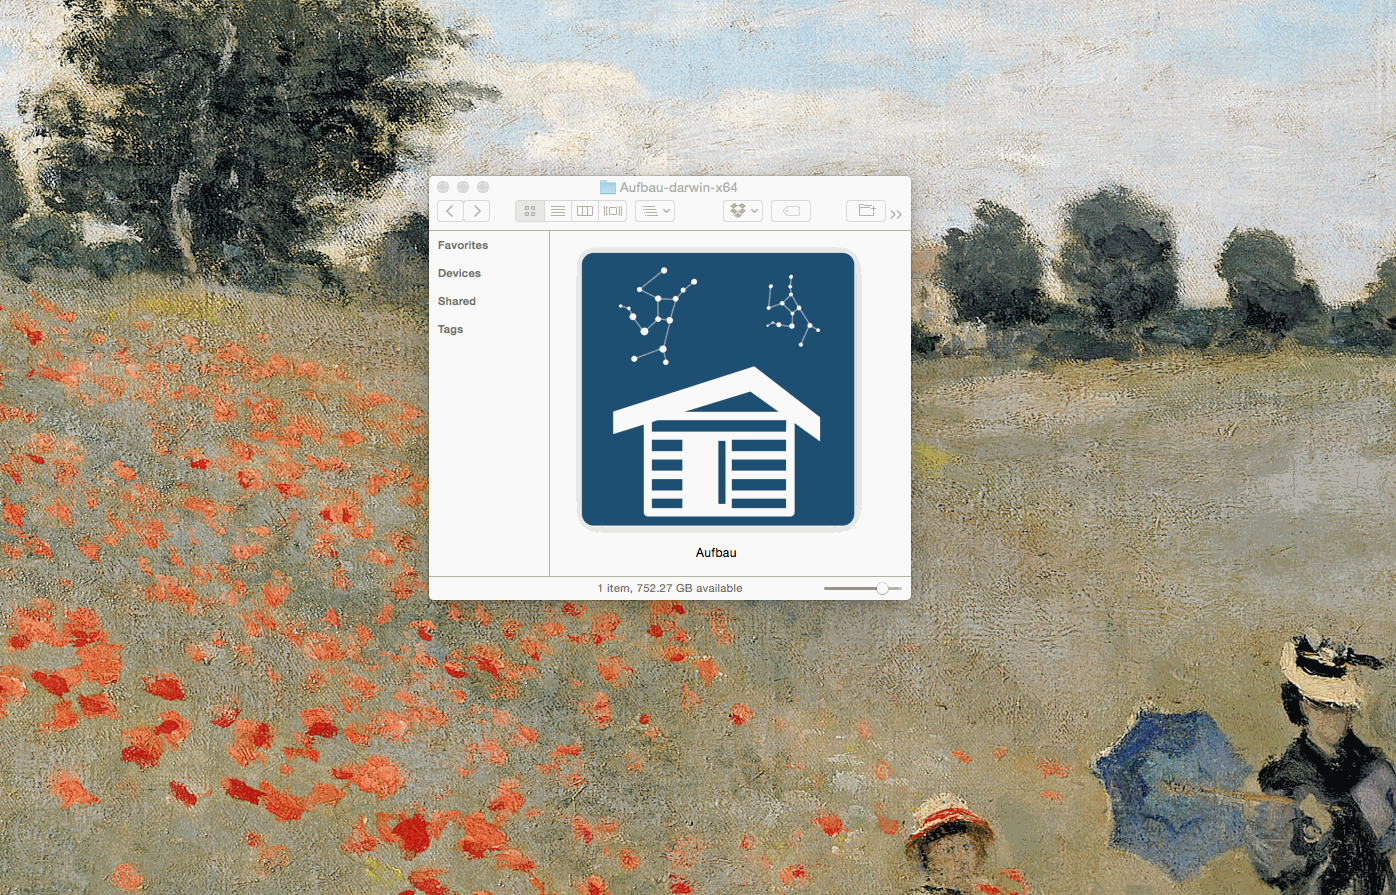 Aufbau-darwin-x64
Favorites
Devices
Shared
Tags
Aufbau
1 item, 752.27 GB available